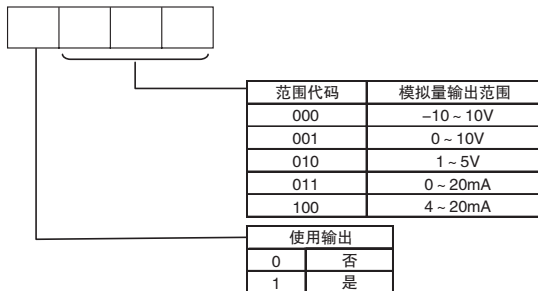 范围代码 模拟量输出范围
000 –10 ~ 10V
001 0 ~ 10V
010 1 ~ 5V
011 0 ~ 20mA
100 4 ~ 20mA
使用输出
0 否
1 是